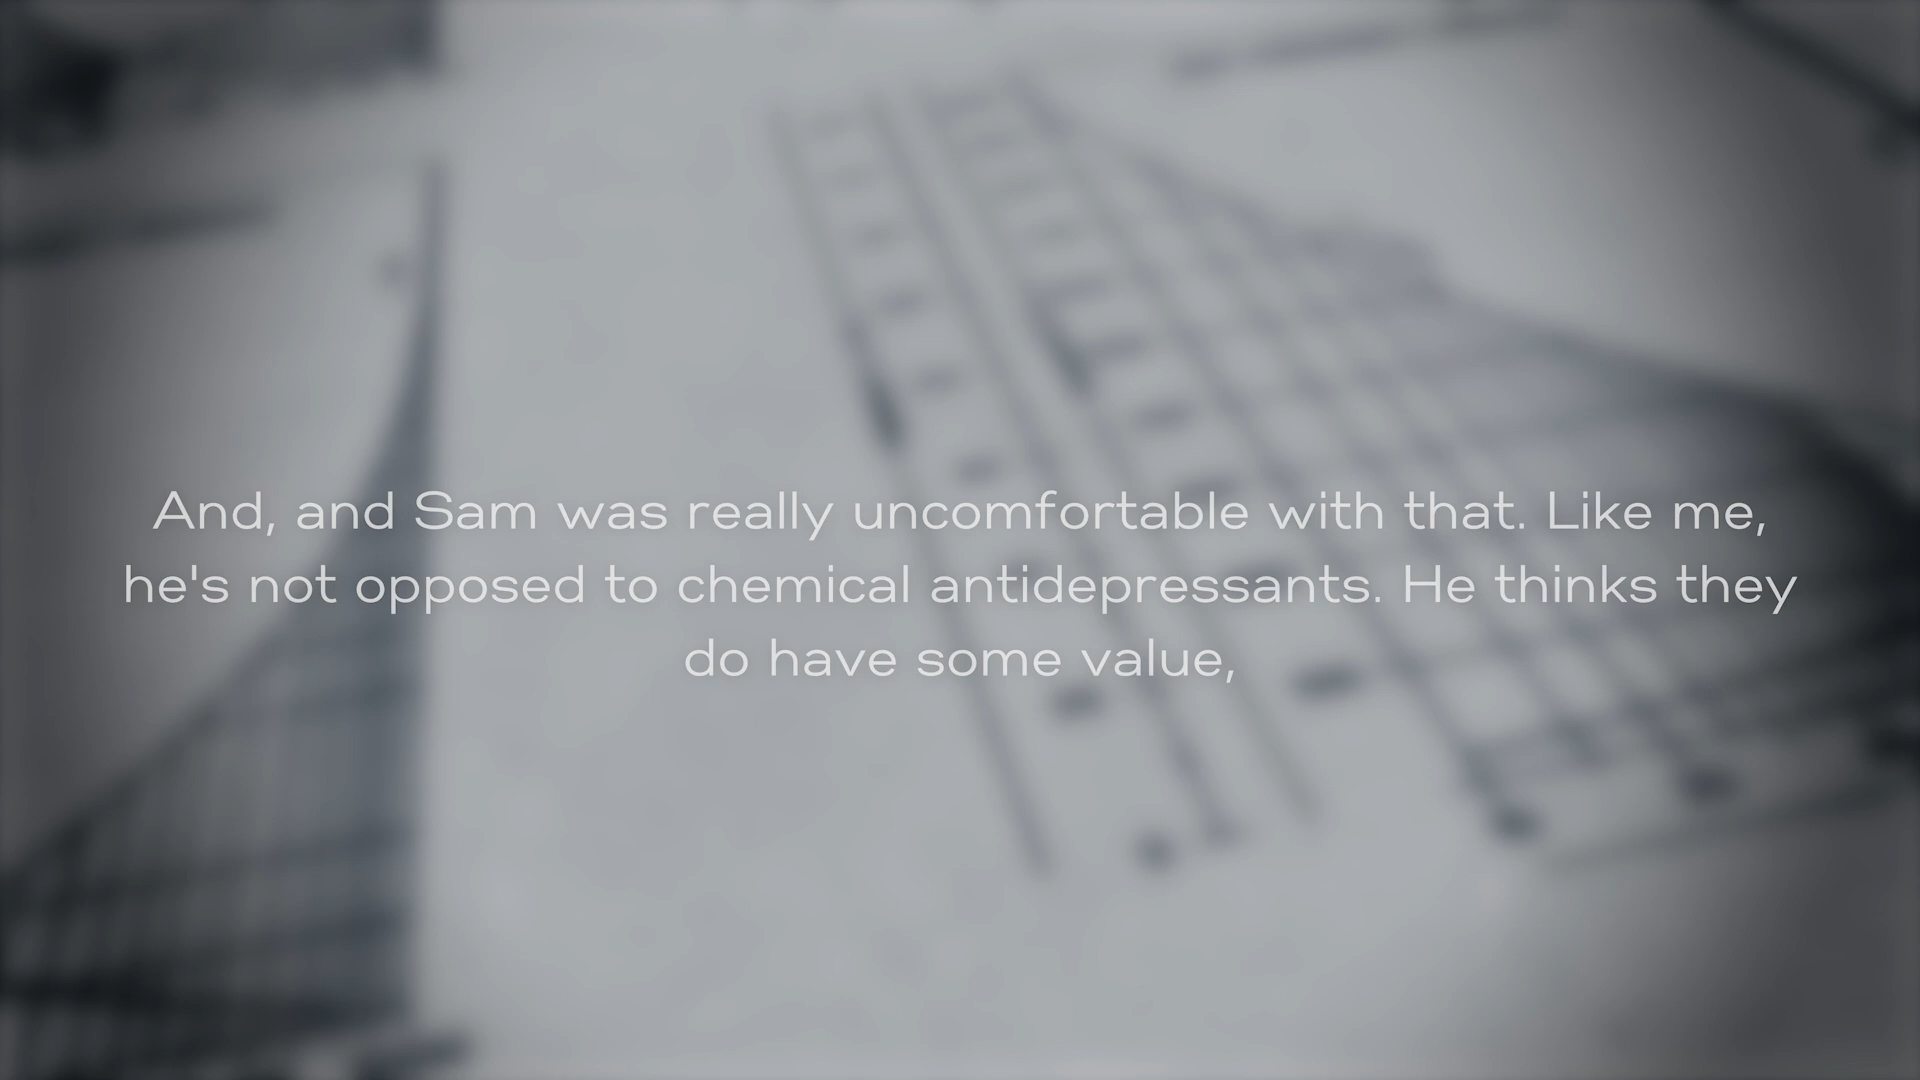 And, and Sam was really uncomfortable with that. Like me,
he's not opposed to chemical antidepressants. He thinks they
do have some value,